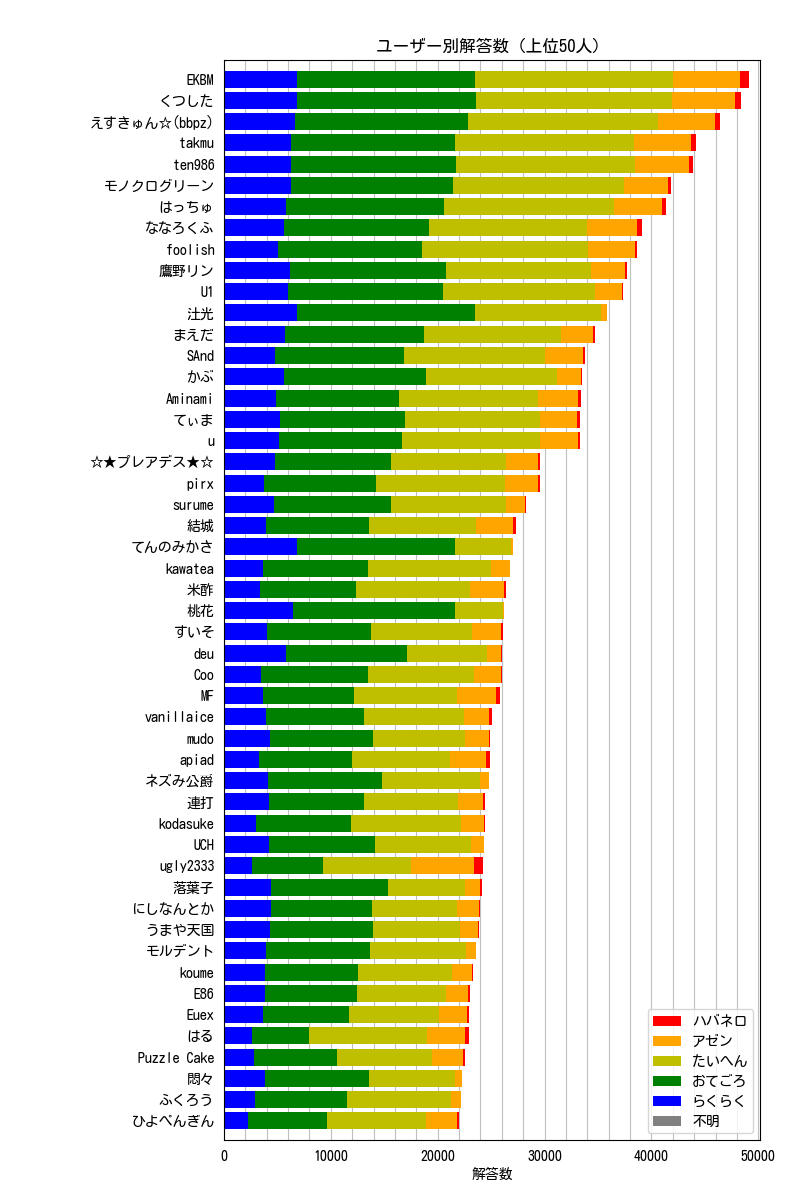 ユーザー別解答数（上位50人）
EKBM
くつした
えすきゅん☆(bbpz)
takmu
ten986
モノクログリーン
はっちゅ
ななろくふ
foolish
鷹野リン
U1
汢光
まえだ
SAnd
かぶ
Aminami
てぃま
u
☆★プレアデス★☆
pirx
surume
結城
てんのみかさ
kawatea
米酢
桃花
すいそ
deu
Coo
MF
vanillaice
mudo
apiad
ネズみ公爵
連打
kodasuke
UCH
ugly2333
落葉子
にしなんとか
うまや天国
モルデント
koume
E86
Euex
はる
Puzzle Cake
悶々
ふくろう
ひよぺんぎん
ハバネロ
アゼン
たいへん
おてごろ
らくらく
不明
0 10000 20000 30000 40000 50000
解答数